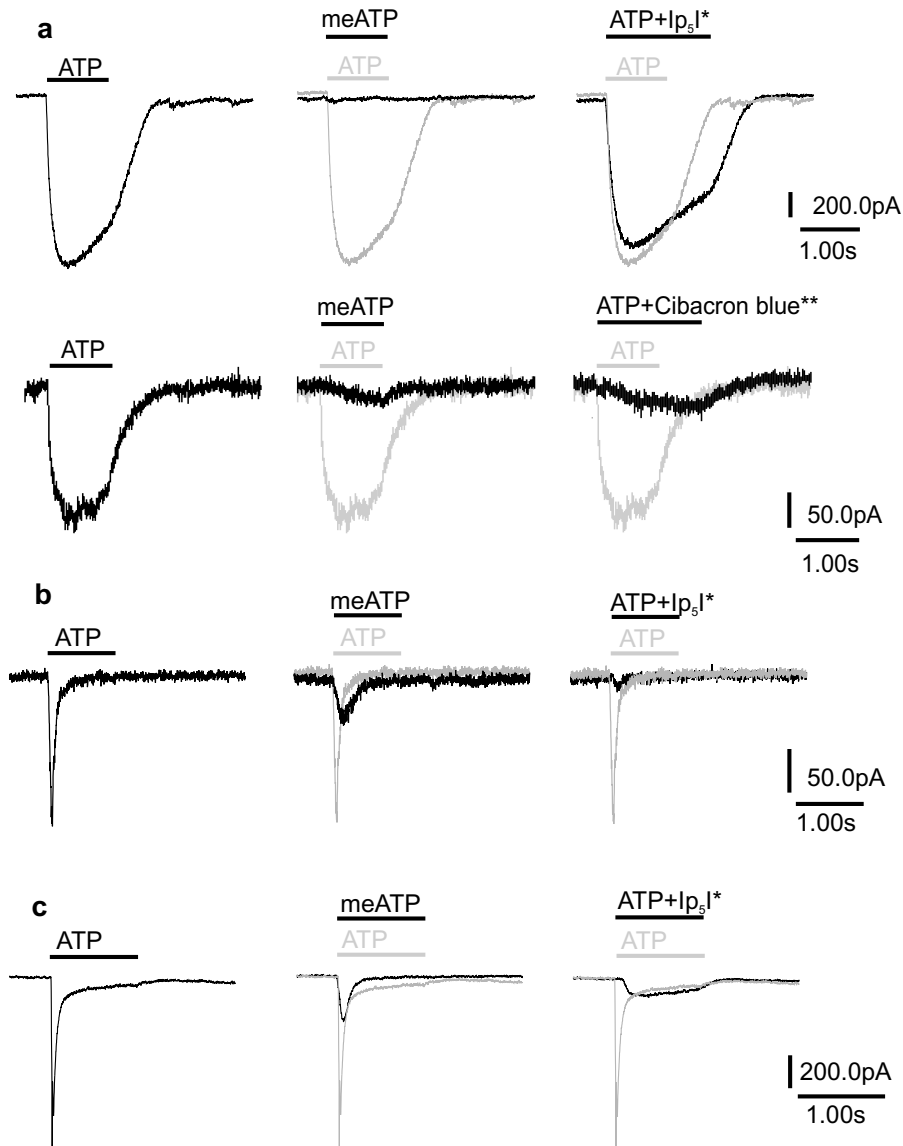 a
meATP
ATP+Ip₅I*
ATP
ATP
ATP
200.0pA
1.00s
meATP
ATP+Cibacron blue**
ATP
ATP
ATP
50.0pA
1.00s
b
meATP
ATP+Ip₅I*
ATP
ATP
ATP
50.0pA
1.00s
c
meATP
ATP+Ip₅I*
ATP
ATP
ATP
200.0pA
1.00s